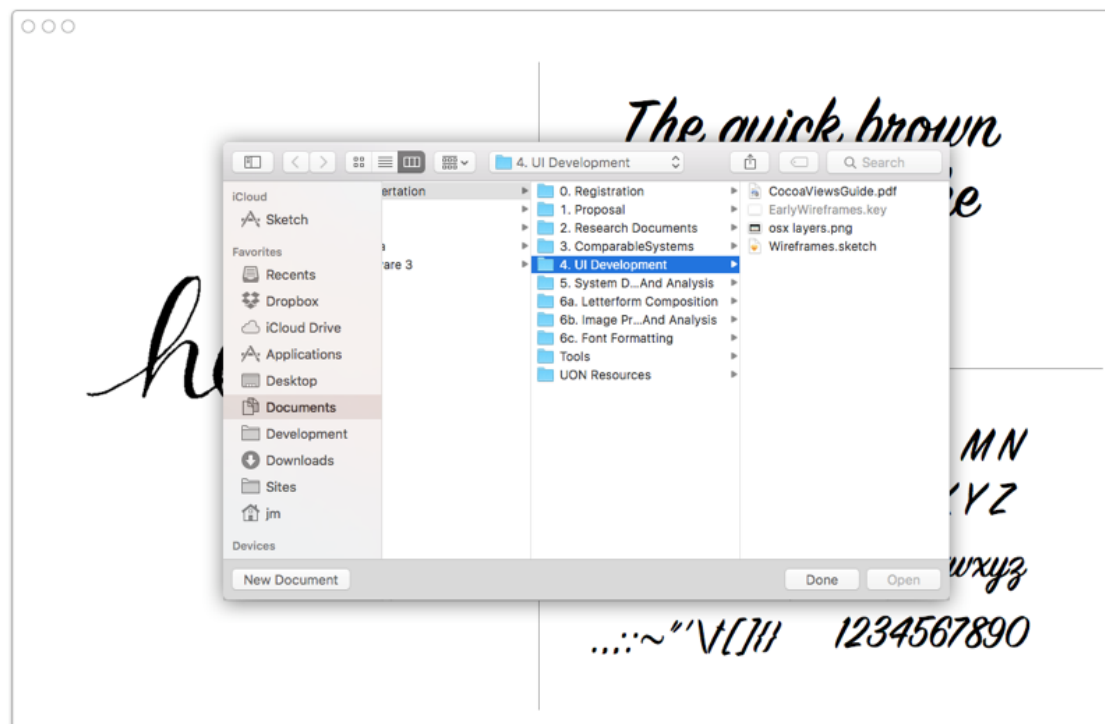 The quick brown
he
he
4. UI Development
Search
iCloud
Sketch
Favorites
Recents
Dropbox
iCloud Drive
Applications
Desktop
Documents
Development
Downloads
Sites
jm
Devices
ertation
a
are 3
0. Registration
1. Proposal
2. Research Documents
3. ComparableSystems
4. UI Development
5. System D...And Analysis
6a. Letterform Composition
6b. Image Pr...And Analysis
6c. Font Formatting
Tools
UON Resources
CocoaViewsGuide.pdf
EarlyWireframes.key
osx layers.png
Wireframes.sketch
New Document
Done
Open
M N
Y Z
wxyz
1234567890